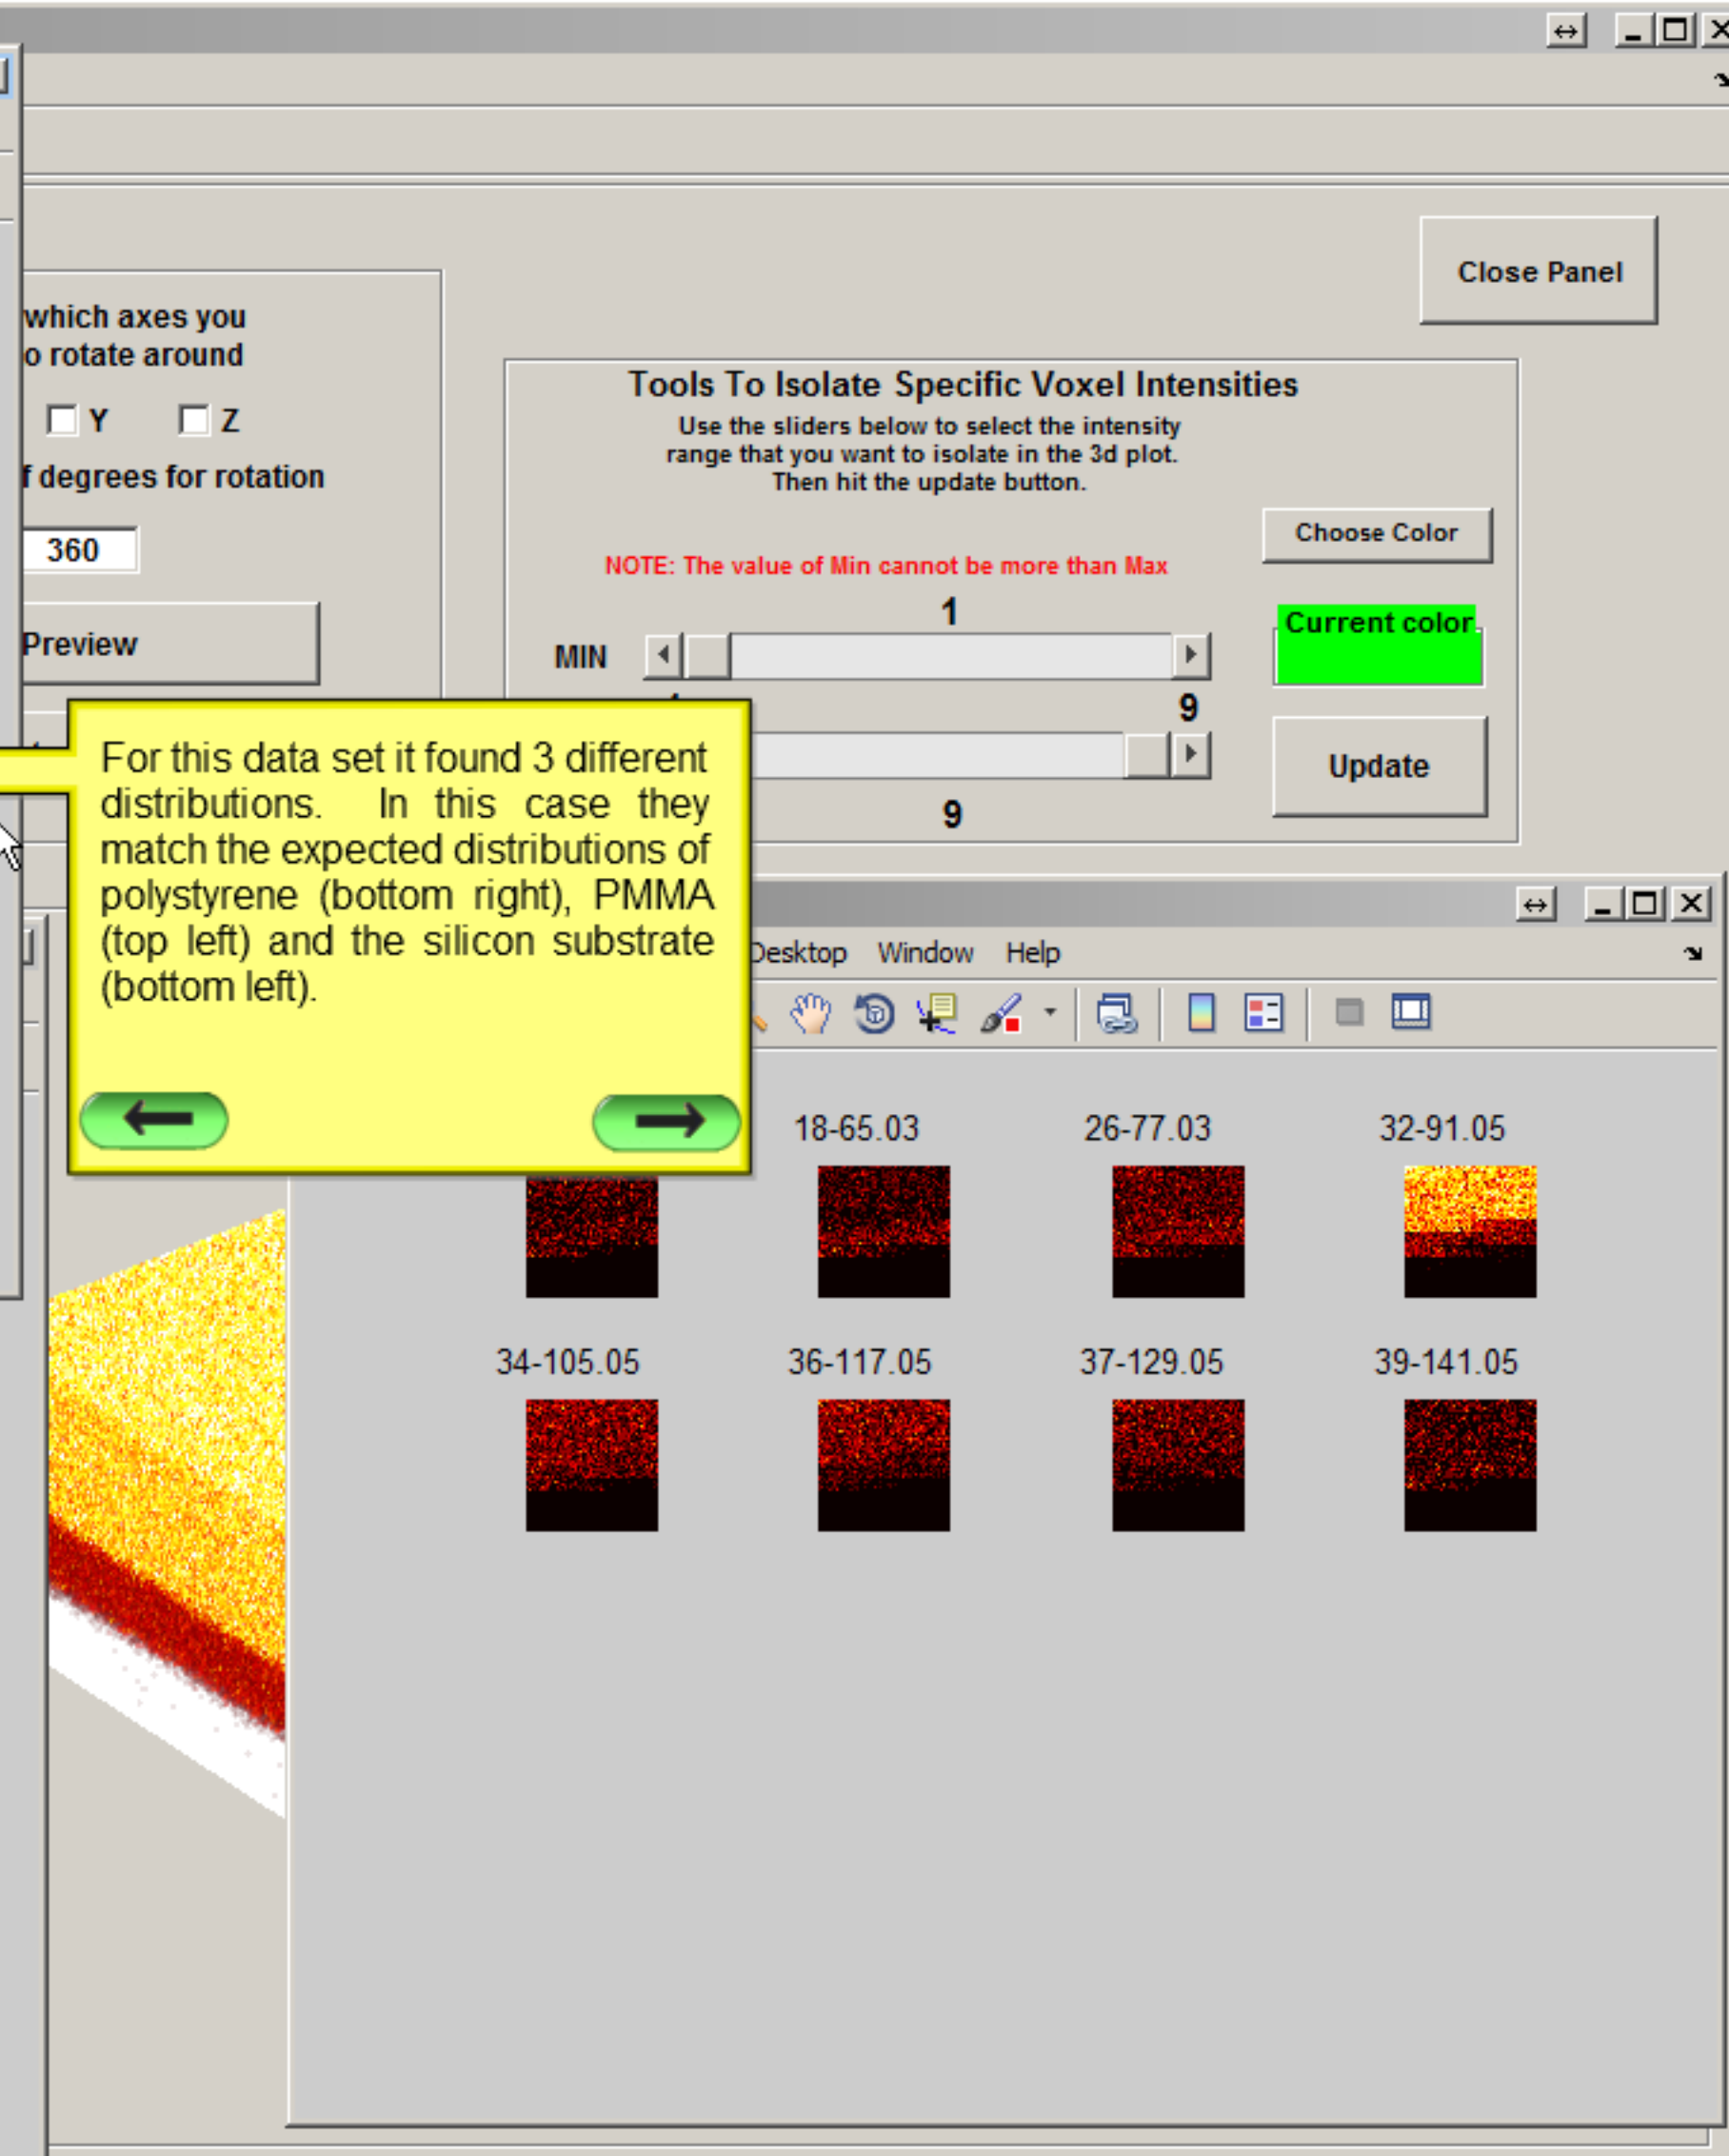 Close Panel
which axes you
o rotate around
Y
Z
f degrees for rotation
360
Preview
Tools To Isolate Specific Voxel Intensities
Use the sliders below to select the intensity
range that you want to isolate in the 3d plot.
Then hit the update button.
Choose Color
NOTE: The value of Min cannot be more than Max
1
Current color
MIN
9
Update
9
For this data set it found 3 different
distributions. In this case they
match the expected distributions of
polystyrene (bottom right), PMMA
(top left) and the silicon substrate
(bottom left).
Desktop Window Help
18-65.03
26-77.03
32-91.05
34-105.05
36-117.05
37-129.05
39-141.05